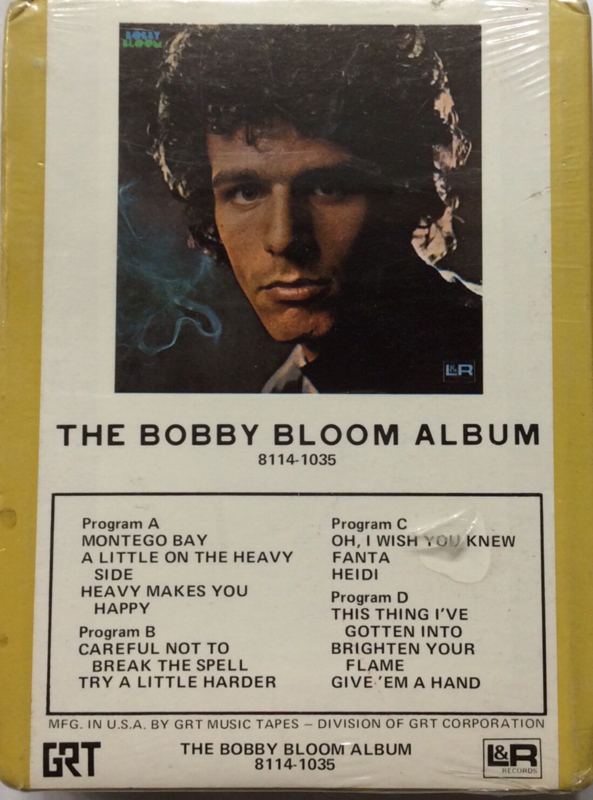 BOBBY
BLOOM
L&R
THE BOBBY BLOOM ALBUM
8114-1035
Program A
MONTEGO BAY
A LITTLE ON THE HEAVY
SIDE
HEAVY MAKES YOU
HAPPY
Program B
CAREFUL NOT TO
BREAK THE SPELL
TRY A LITTLE HARDER
Program C
OH, I WISH YOU KNEW
FANTA
HEIDI
Program D
THIS THING I'VE
GOTTEN INTO
BRIGHTEN YOUR
FLAME
GIVE 'EM A HAND
MFG. IN U.S.A. BY GRT MUSIC TAPES – DIVISION OF GRT CORPORATION
GRT
THE BOBBY BLOOM ALBUM
8114-1035
L&R
RECORDS